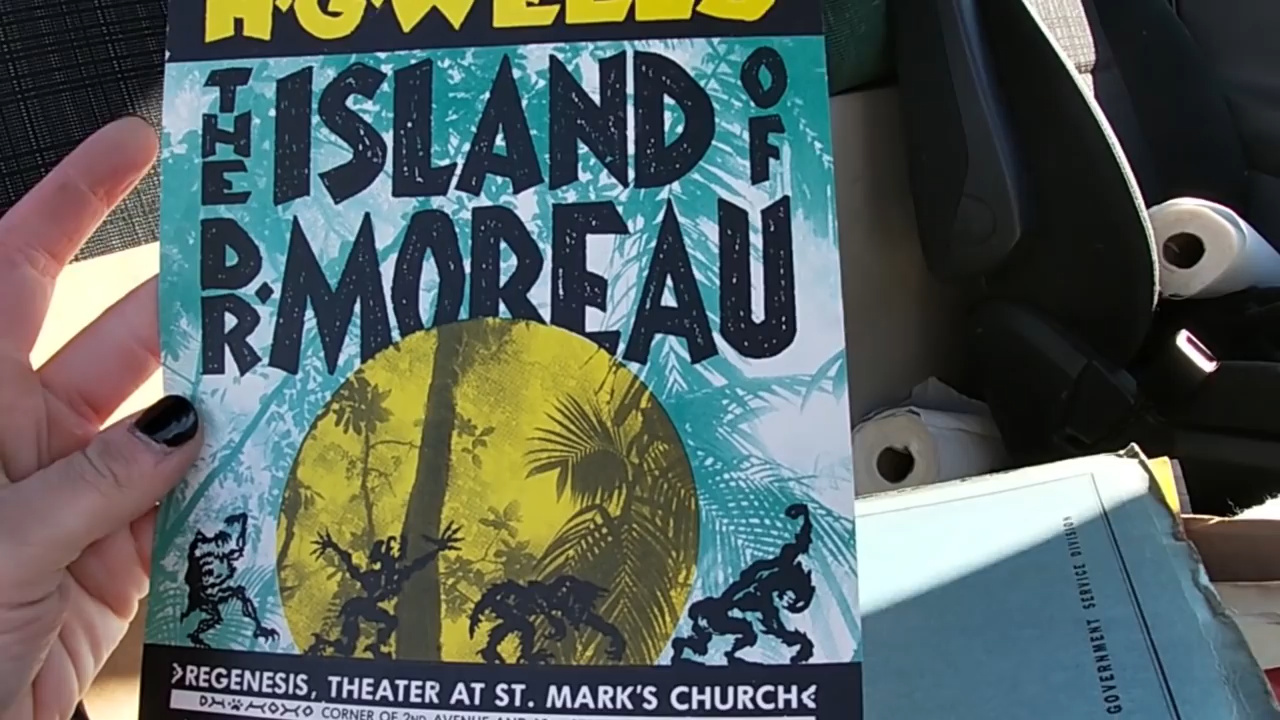 H.G. WELLS
THE ISLAND OF
DR. MOREAU
REGENESIS, THEATER AT ST. MARK'S CHURCH
CORNER OF 2ND AVENUE AND
GOVERNMENT SERVICE DIVISION